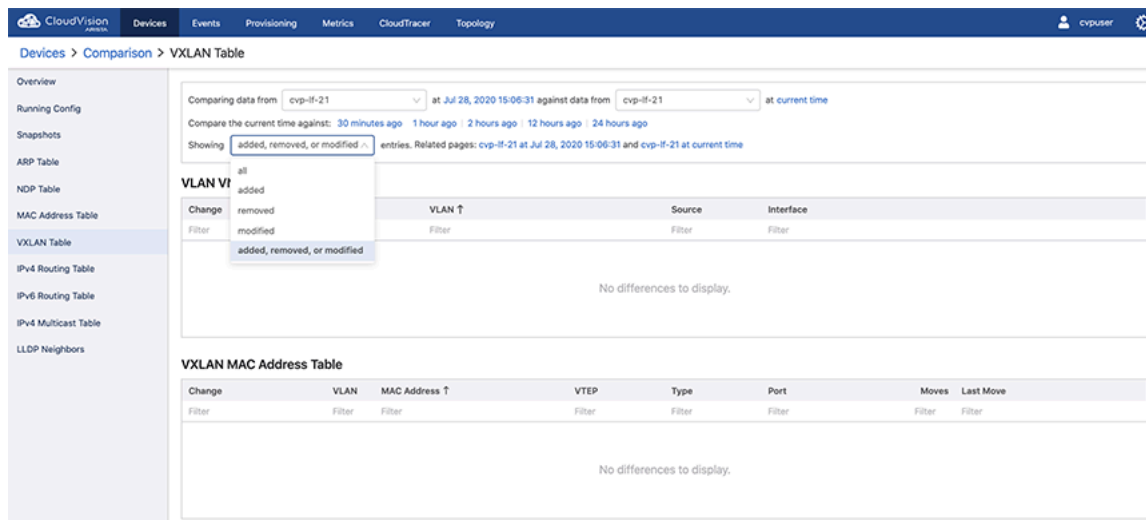 CloudVision
ARISTA
Devices Events Provisioning Metrics CloudTracer Topology cvpuser
Devices > Comparison > VXLAN Table
Overview
Running Config
Snapshots
ARP Table
NDP Table
MAC Address Table
VXLAN Table
IPv4 Routing Table
IPv6 Routing Table
IPv4 Multicast Table
LLDP Neighbors
Comparing data from cvp-lf-21 at Jul 28, 2020 15:06:31 against data from cvp-lf-21 at current time
Compare the current time against: 30 minutes ago 1 hour ago | 2 hours ago | 12 hours ago | 24 hours ago
Showing added, removed, or modified entries. Related pages: cvp-lf-21 at Jul 28, 2020 15:06:31 and cvp-lf-21 at current time
all
added
removed
modified
added, removed, or modified
VLAN
Change VLAN ↑ Source Interface
Filter Filter Filter Filter
No differences to display.
VXLAN MAC Address Table
Change VLAN MAC Address ↑ VTEP Type Port Moves Last Move
Filter Filter Filter Filter Filter Filter Filter Filter
No differences to display.